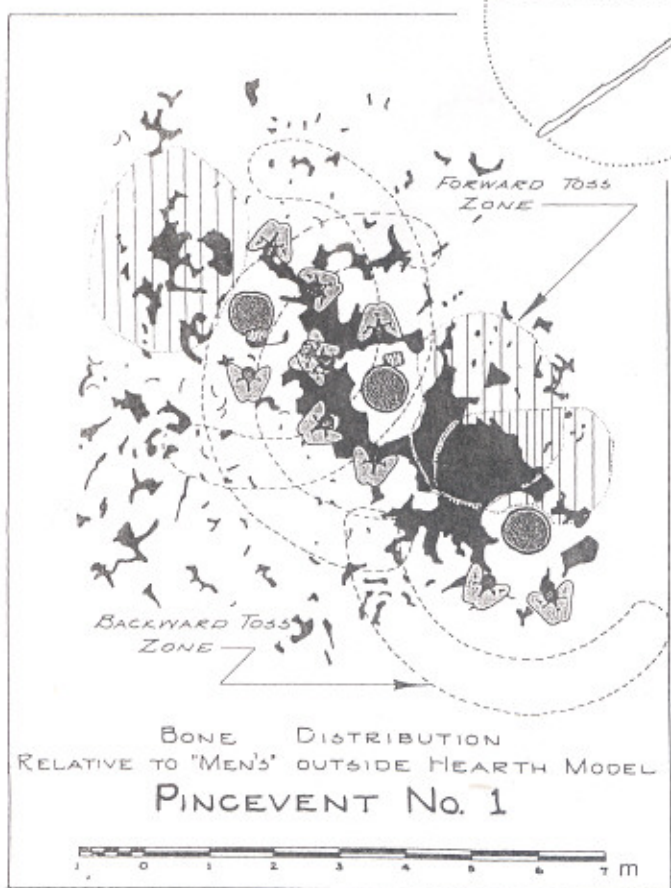 FORWARD TOSS
ZONE
BACKWARD TOSS
ZONE
BONE DISTRIBUTION
RELATIVE TO "MEN'S" OUTSIDE HEARTH MODEL
PINCEVENT No. 1
1 0 1 2 3 4 5 6 7 m